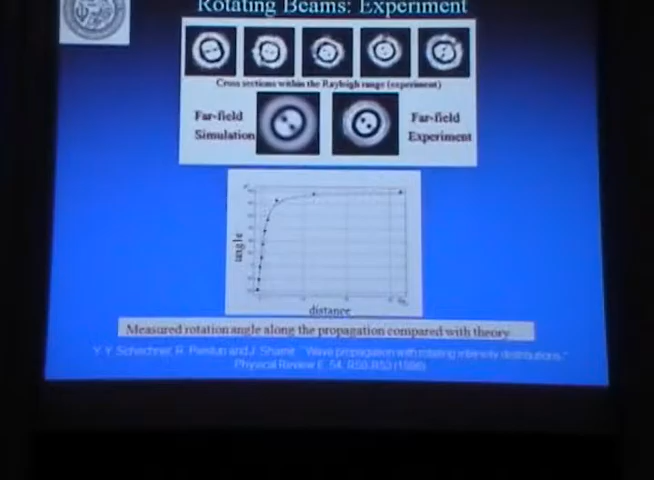 Rotating Beams: Experiment
Cross sections within the Rayleigh range (experiment)
Far-field
Simulation
Far-field
Experiment
angle
distance
Measured rotation angle along the propagation compared with theory
Y. Y. Schechner, R. Piestun and J. Shamir, "Wave propagation with rotating intensity distributions,"
Physical Review E, 54, R50-R53 (1996)